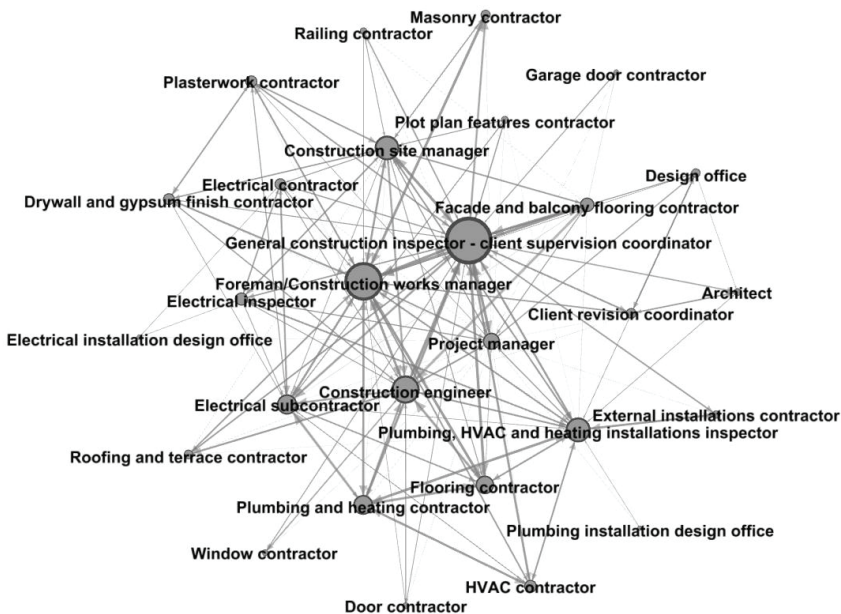 Masonry contractor
Railing contractor
Garage door contractor
Plasterwork contractor
Plot plan features contractor
Construction site manager
Design office
Electrical contractor
Drywall and gypsum finish contractor
Facade and balcony flooring contractor
General construction inspector - client supervision coordinator
Foreman/Construction works manager
Architect
Electrical inspector
Client revision coordinator
Electrical installation design office
Project manager
Construction engineer
Electrical subcontractor
External installations contractor
Plumbing, HVAC and heating installations inspector
Roofing and terrace contractor
Flooring contractor
Plumbing and heating contractor
Plumbing installation design office
Window contractor
HVAC contractor
Door contractor